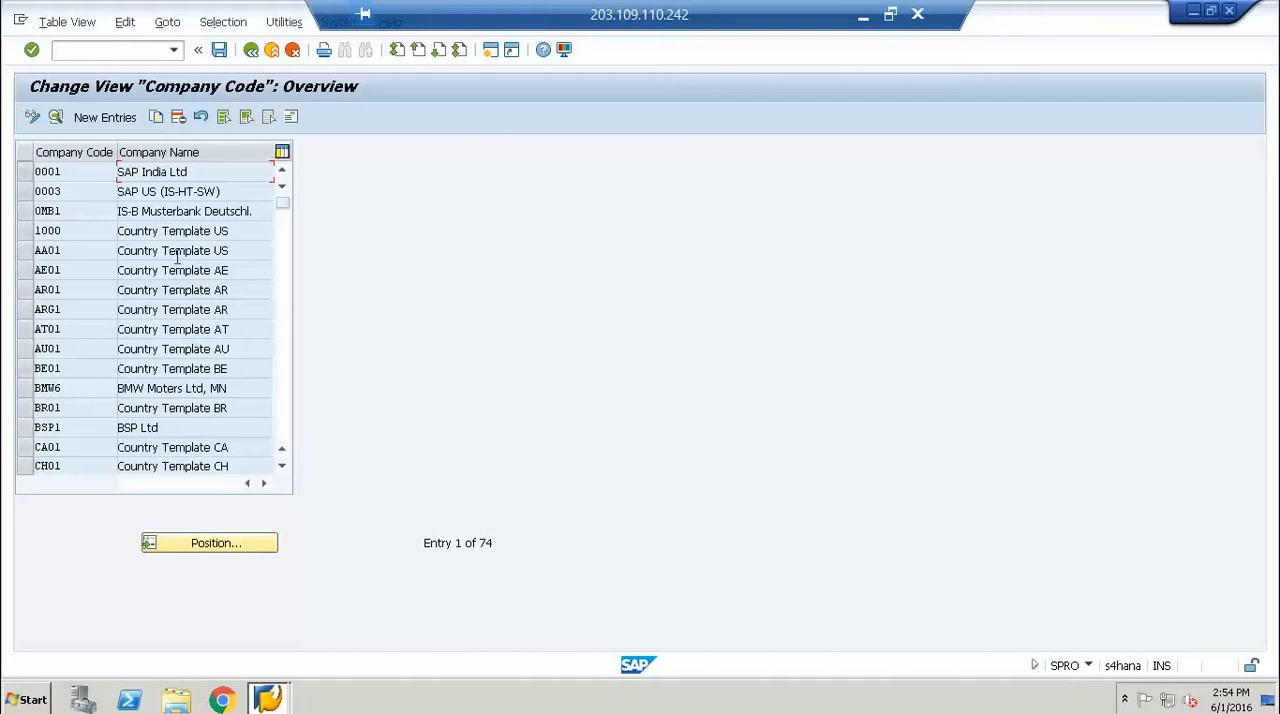 203.109.110.242
Table View Edit Goto Selection Utilities System Help
Change View "Company Code": Overview
New Entries
Company Code Company Name
0001 SAP India Ltd
0003 SAP US (IS-HT-SW)
0MB1 IS-B Musterbank Deutschl.
1000 Country Template US
AA01 Country Template US
AE01 Country Template AE
AR01 Country Template AR
ARG1 Country Template AR
AT01 Country Template AT
AU01 Country Template AU
BE01 Country Template BE
BMW6 BMW Moters Ltd, MN
BR01 Country Template BR
BSP1 BSP Ltd
CA01 Country Template CA
CH01 Country Template CH
Position... Entry 1 of 74
SAP SPRO s4hana INS
Start 2:54 PM
6/1/2016